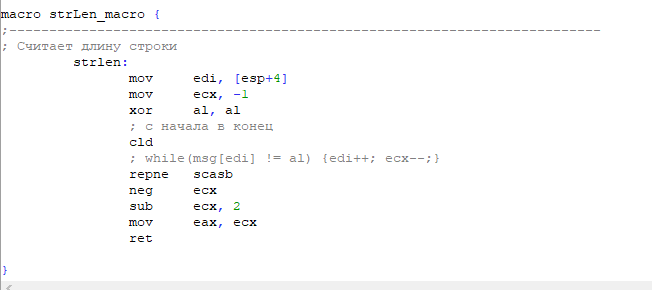 macro strLen_macro {
;--------------------------------------------------------------------------
; Считает длину строки
strlen:
mov edi, [esp+4]
mov ecx, -1
xor al, al
; с начала в конец
cld
; while(msg[edi] != al) {edi++; ecx--;}
repne scasb
neg ecx
sub ecx, 2
mov eax, ecx
ret
}